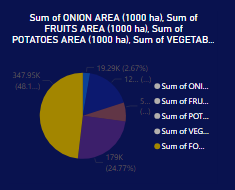 Sum of ONION AREA (1000 ha), Sum of
FRUITS AREA (1000 ha), Sum of
POTATOES AREA (1000 ha), Sum of VEGETAB...
347.95K
(48.1...)
19.29K (2.67%)
12... (...)
5...
(...)
179K
(24.77%)
Sum of ONI...
Sum of FRU...
Sum of POT...
Sum of VEG...
Sum of FO...